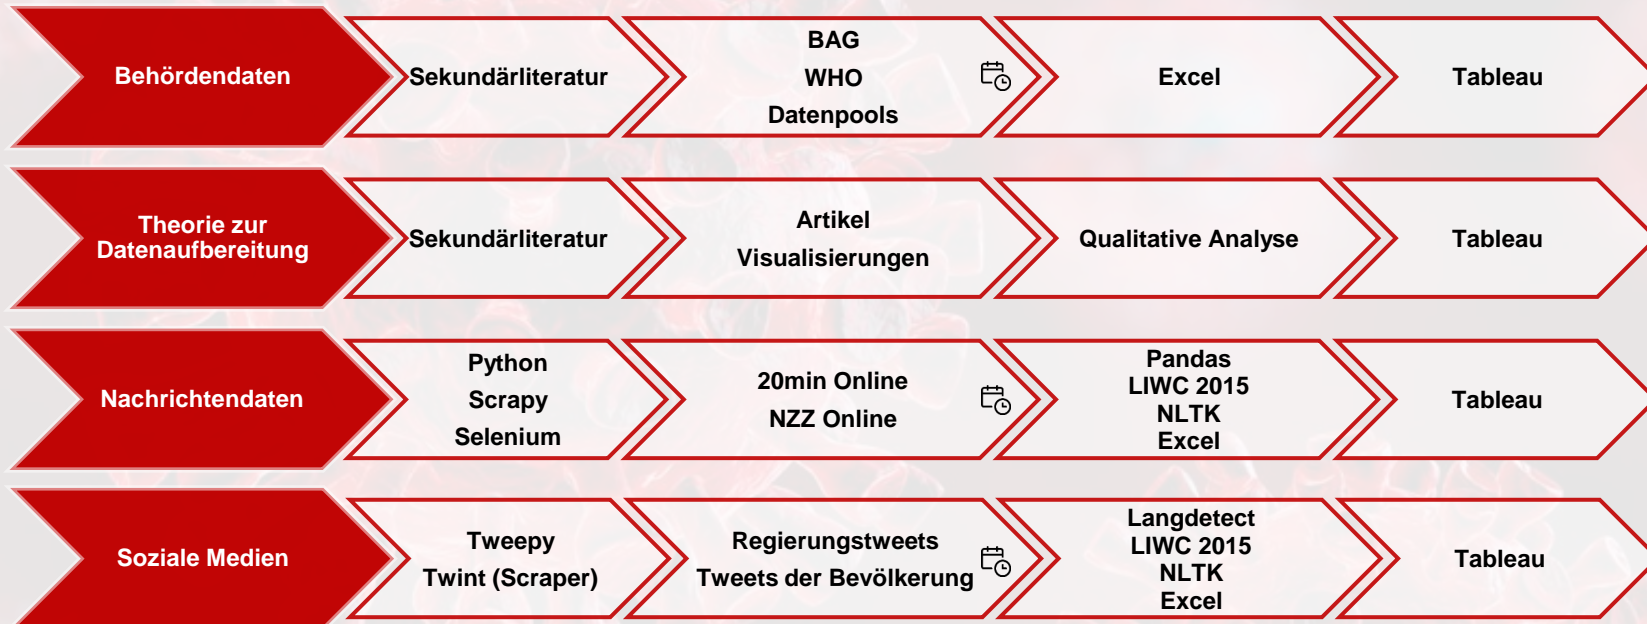 Behördendaten
Sekundärliteratur
BAG
WHO
Datenpools
Excel
Tableau
Theorie zur
Datenaufbereitung
Sekundärliteratur
Artikel
Visualisierungen
Qualitative Analyse
Tableau
Nachrichtendaten
Python
Scrapy
Selenium
20min Online
NZZ Online
Pandas
LIWC 2015
NLTK
Excel
Tableau
Soziale Medien
Tweepy
Twint (Scraper)
Regierungstweets
Tweets der Bevölkerung
Langdetect
LIWC 2015
NLTK
Excel
Tableau